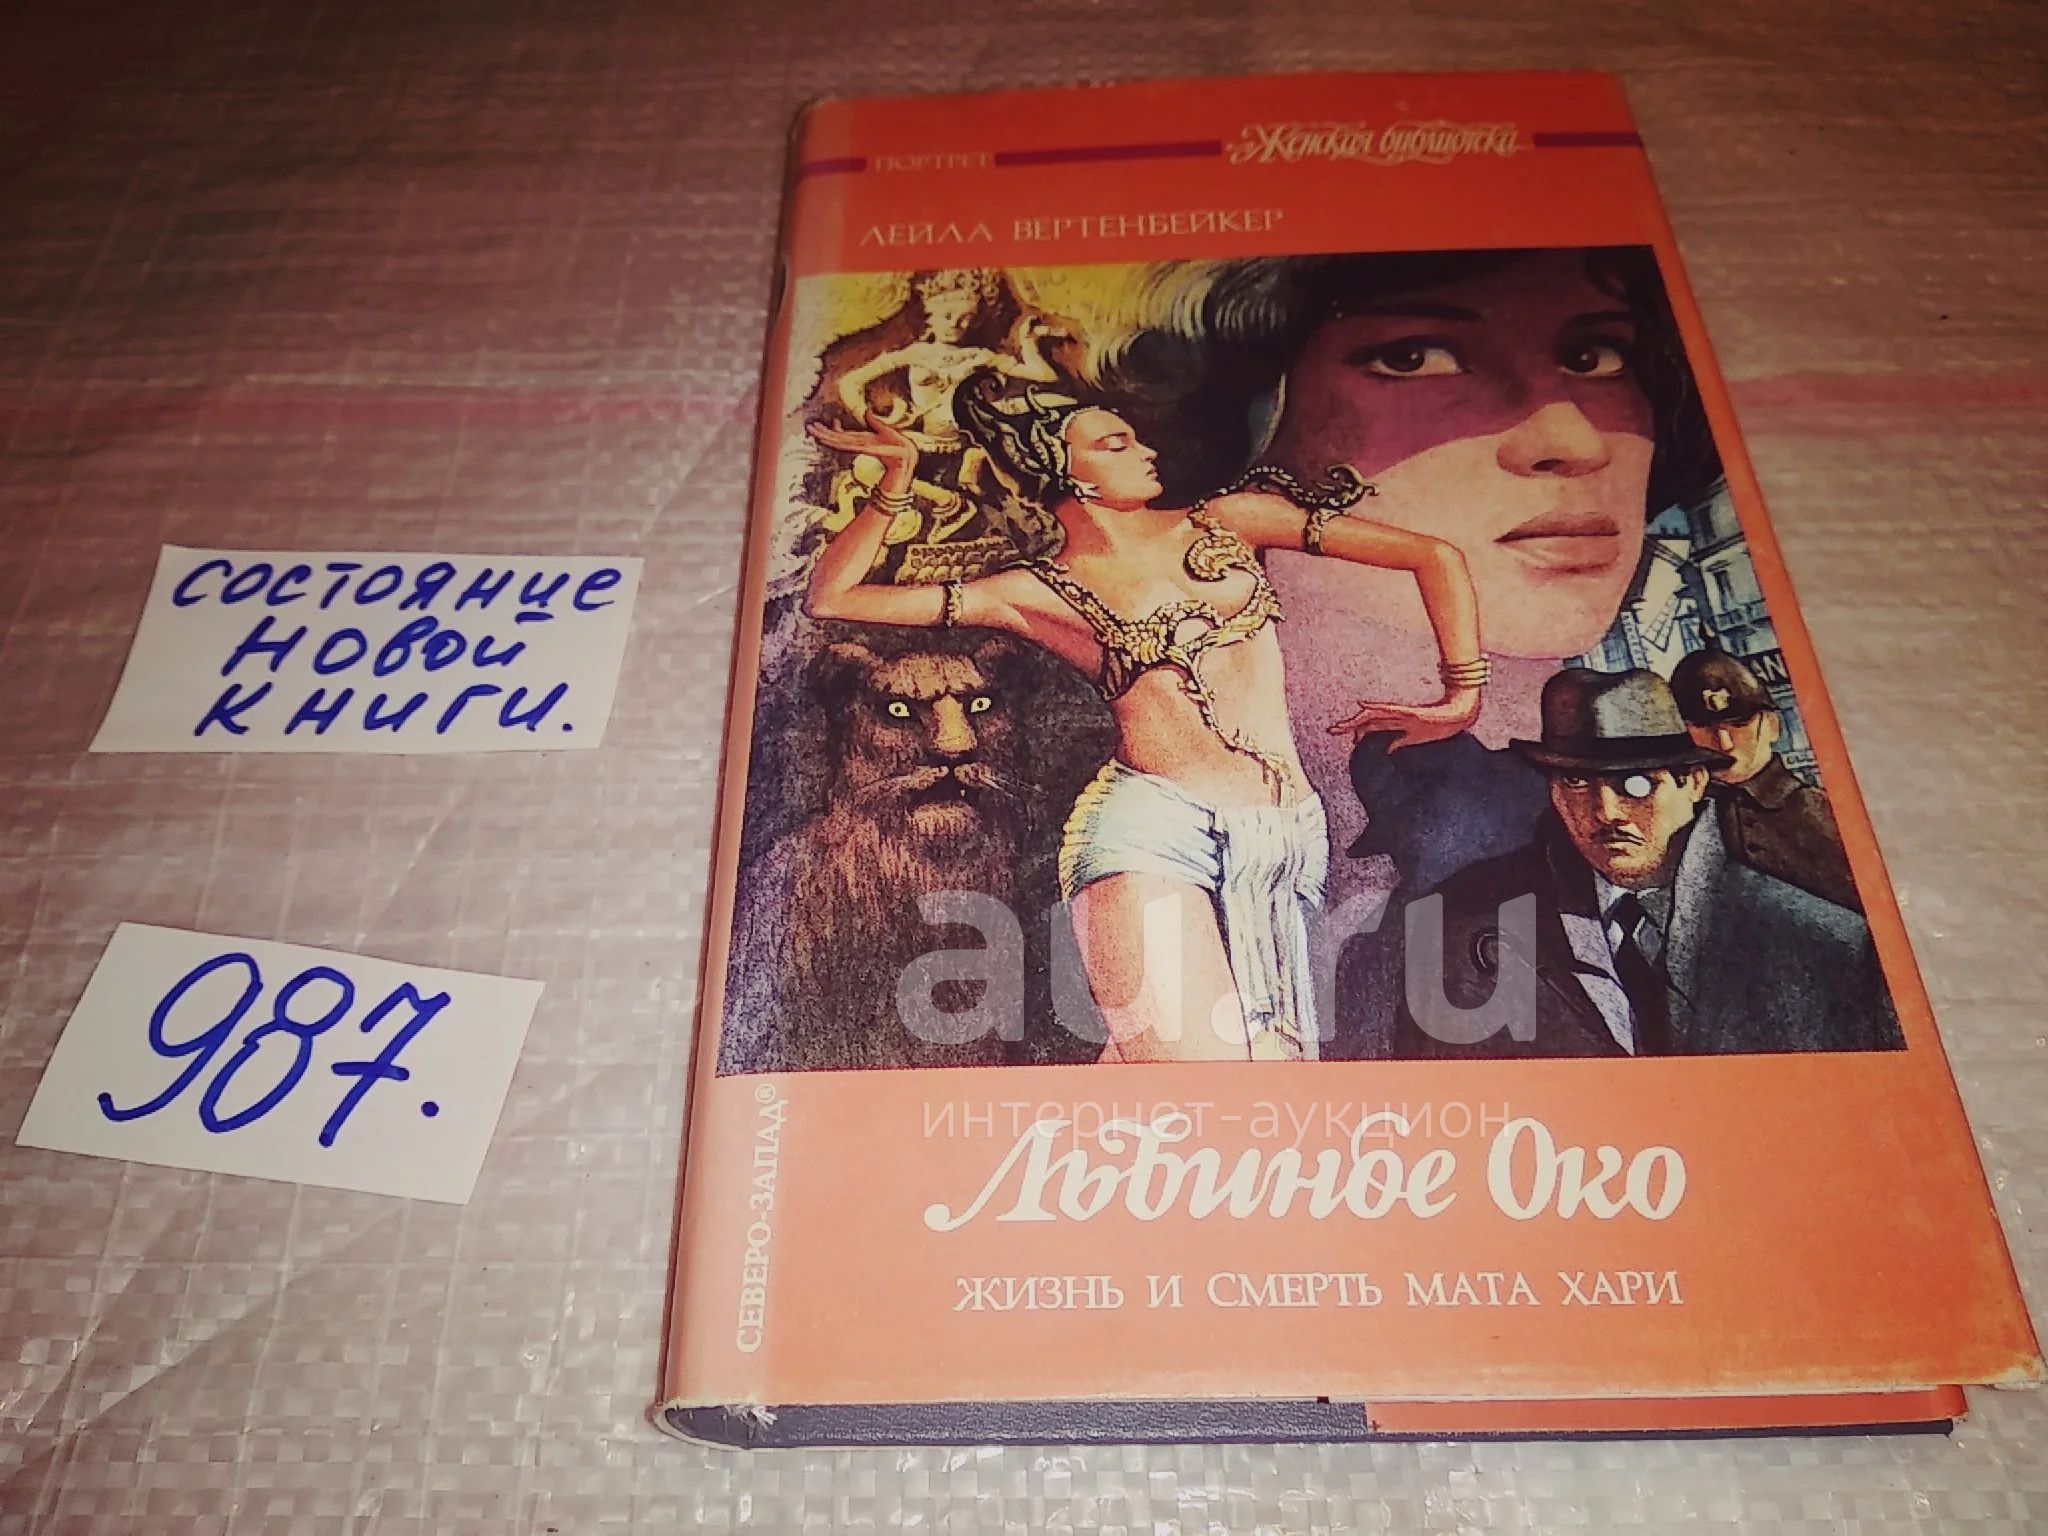 ПОРТРЕТ
Женская библиотека
ЛЕЙЛА ВЕРТЕНБЕЙКЕР
состояние
новой
книги.
987.
au.ru
интернет-аукцион
Львиное Око
ЖИЗНЬ И СМЕРТЬ МАТА ХАРИ
СЕВЕРО-ЗАПАД®